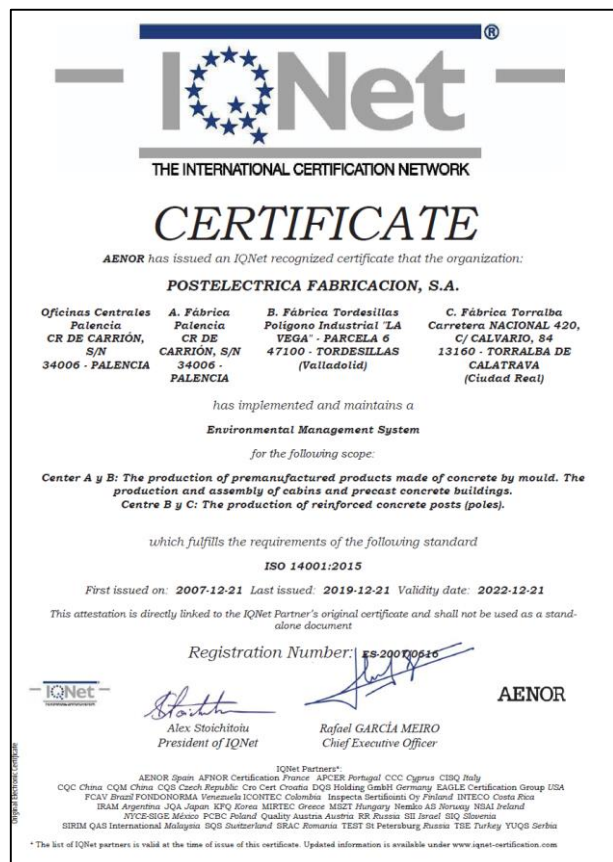 IQNet®
THE INTERNATIONAL CERTIFICATION NETWORK
CERTIFICATE
AENOR has issued an IQNet recognized certificate that the organization:
POSTELECTRICA FABRICACION, S.A.
Oficinas Centrales
Palencia
CR DE CARRIÓN,
S/N
34006 - PALENCIA
A. Fábrica
Palencia
CR DE
CARRIÓN, S/N
34006 -
PALENCIA
B. Fábrica Tordesillas
Polígono Industrial "LA
VEGA" - PARCELA 6
47100 - TORDESILLAS
(Valladolid)
C. Fábrica Torralba
Carretera NACIONAL 420,
C/ CALVARIO, 84
13160 - TORRALBA DE
CALATRAVA
(Ciudad Real)
has implemented and maintains a
Environmental Management System
for the following scope:
Center A y B: The production of premanufactured products made of concrete by mould. The
production and assembly of cabins and precast concrete buildings.
Centre B y C: The production of reinforced concrete posts (poles).
which fulfills the requirements of the following standard
ISO 14001:2015
First issued on: 2007-12-21 Last issued: 2019-12-21 Validity date: 2022-12-21
This attestation is directly linked to the IQNet Partner's original certificate and shall not be used as a stand-
alone document
Registration Number: ES-2007/0616
IQNet
Alex Stoichitoiu
President of IQNet
Rafael GARCÍA MEIRO
Chief Executive Officer
AENOR
Original Electronic Certificate
IQNet Partners*:
AENOR Spain AFNOR Certification France APCER Portugal CCC Cyprus CISQ Italy
CQC China CQM China CQS Czech Republic Cro Cert Croatia DQS Holding GmbH Germany EAGLE Certification Group USA
FCAV Brazil FONDONORMA Venezuela ICONTEC Colombia Inspecta Sertifiointi Oy Finland INTECO Costa Rica
IRAM Argentina JQA Japan KFQ Korea MIRTEC Greece MSZT Hungary Nemko AS Norway NSAI Ireland
NYCE-SIGE México PCBC Poland Quality Austria Austria RR Russia SII Israel SIQ Slovenia
SIRIM QAS International Malaysia SQS Switzerland SRAC Romania TEST St Petersburg Russia TSE Turkey YUQS Serbia
* The list of IQNet partners is valid at the time of issue of this certificate. Updated information is available under www.iqnet-certification.com